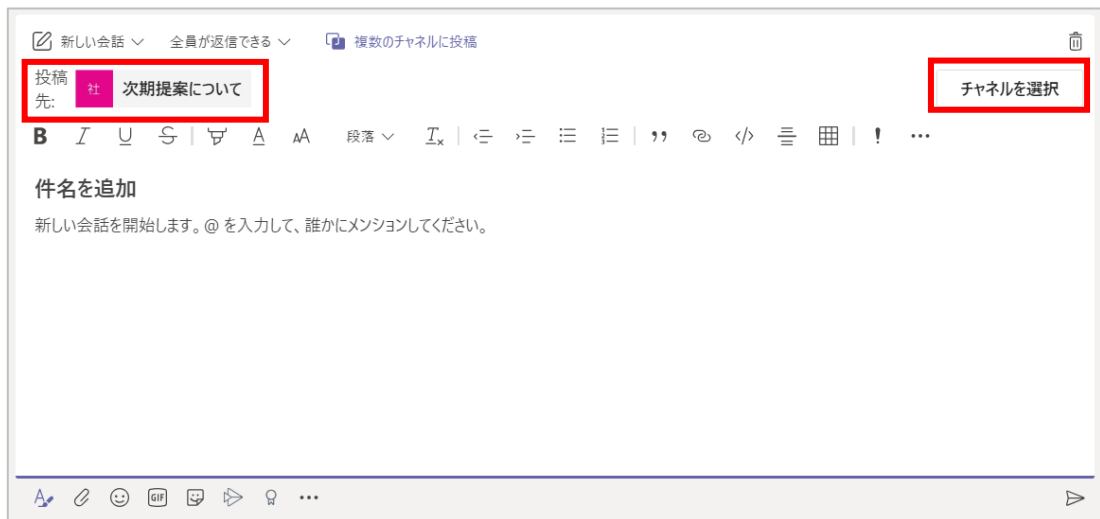 新しい会話 全員が返信できる 複数のチャネルに投稿
投稿先: 社 次期提案について チャネルを選択
B I U S A AA 段落 Tx </> ! ...
件名を追加
新しい会話を開始します。@ を入力して、誰かにメンションしてください。
A GIF ...